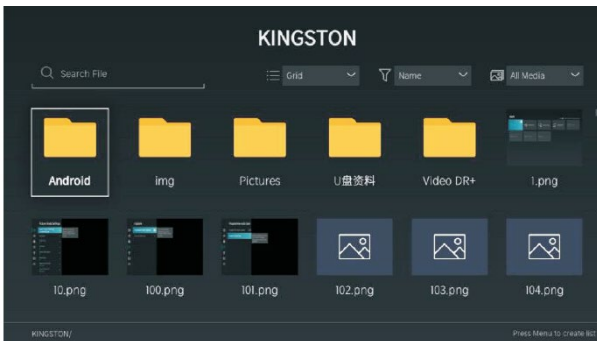 KINGSTON
Search File
Grid
Name
All Media
Android
img
Pictures
U盘资料
Video DR+
1.png
10.png
100.png
101.png
102.png
103.png
104.png
KINGSTON/
Press Menu to create list